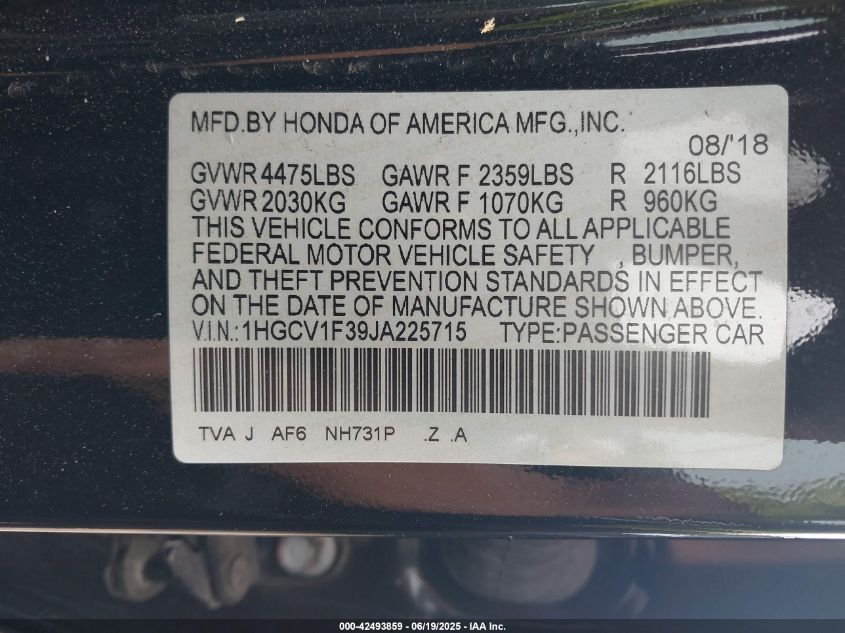 MFD.BY HONDA OF AMERICA MFG.,INC.
08/'18
GVWR 4475LBS GAWR F 2359LBS R 2116LBS
GVWR 2030KG GAWR F 1070KG R 960KG
THIS VEHICLE CONFORMS TO ALL APPLICABLE
FEDERAL MOTOR VEHICLE SAFETY , BUMPER,
AND THEFT PREVENTION STANDARDS IN EFFECT
ON THE DATE OF MANUFACTURE SHOWN ABOVE.
V.I.N.:1HGCV1F39JA225715 TYPE:PASSENGER CAR
TVA J AF6 NH731P .Z .A
000-42493859 - 06/19/2025 - IAA Inc.